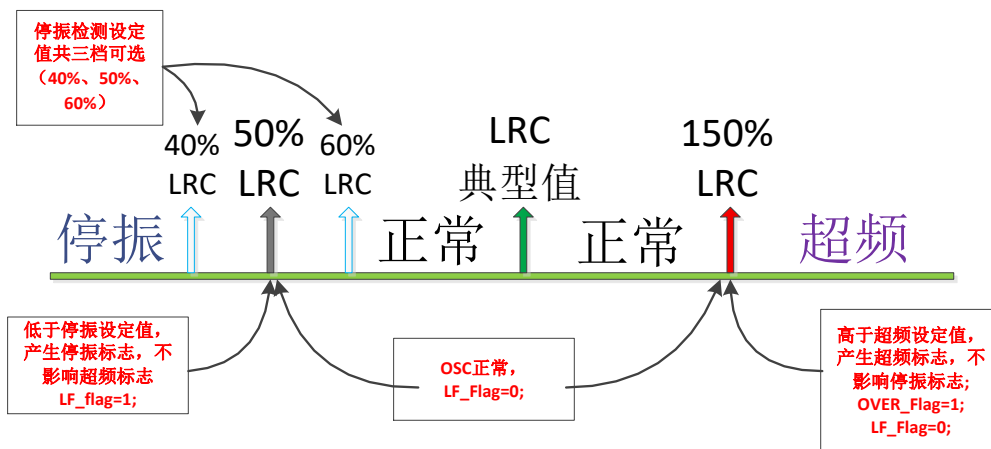 停振检测设定
值共三档可选
（40%、50%、
60%）
40%
LRC
50%
LRC
60%
LRC
LRC
典型值
150%
LRC
停振
正常
正常
超频
低于停振设定值，
产生停振标志，不
影响超频标志
LF_flag=1;
OSC正常，
LF_Flag=0;
高于超频设定值，
产生超频标志，不
影响停振标志;
OVER_Flag=1;
LF_Flag=0;